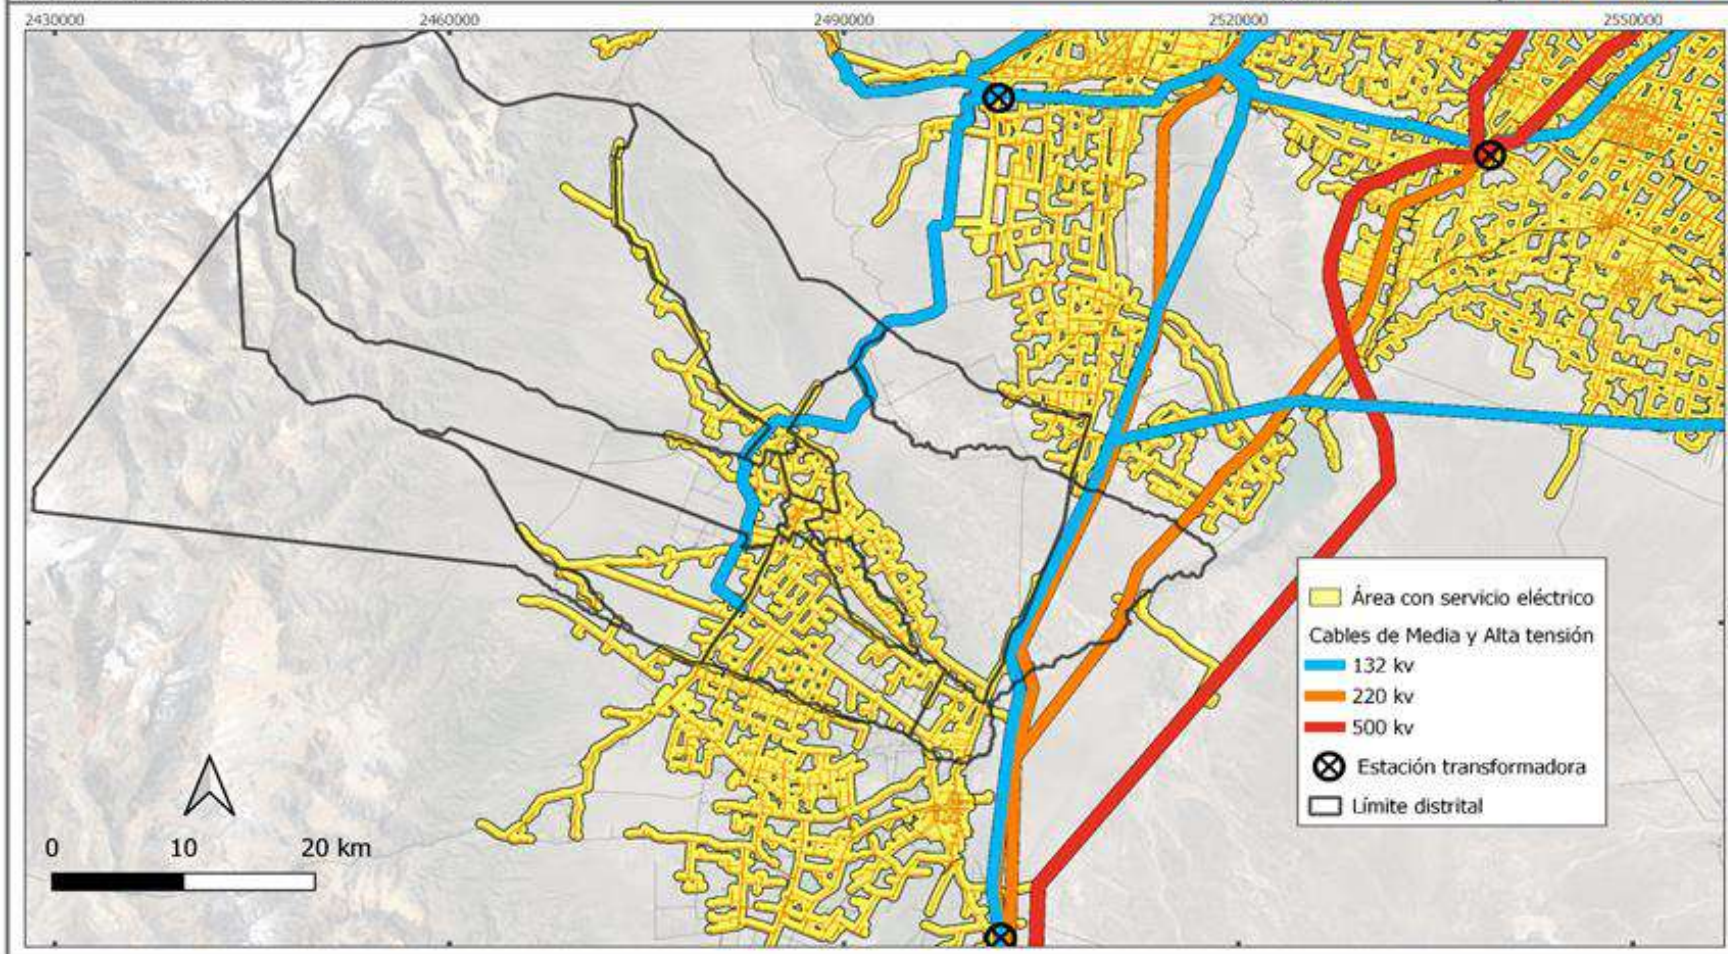 2430000 2460000 2490000 2520000 2550000
Área con servicio eléctrico
Cables de Media y Alta tensión
132 kv
220 kv
500 kv
Estación transformadora
Límite distrital
0 10 20 km